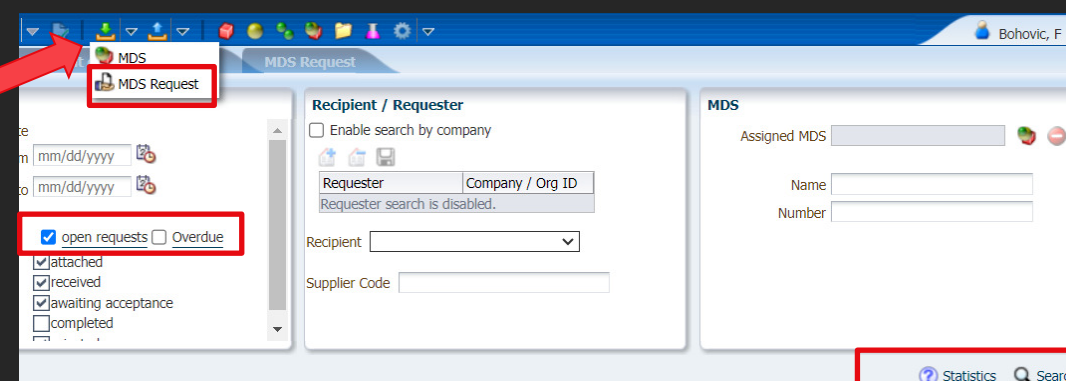 Bohovic, F
MDS
MDS Request
MDS Request
Recipient / Requester
Enable search by company
Requester Company / Org ID
Requester search is disabled.
Recipient
Supplier Code
mm/dd/yyyy
to mm/dd/yyyy
open requests Overdue
attached
received
awaiting acceptance
completed
MDS
Assigned MDS
Name
Number
Statistics Searc